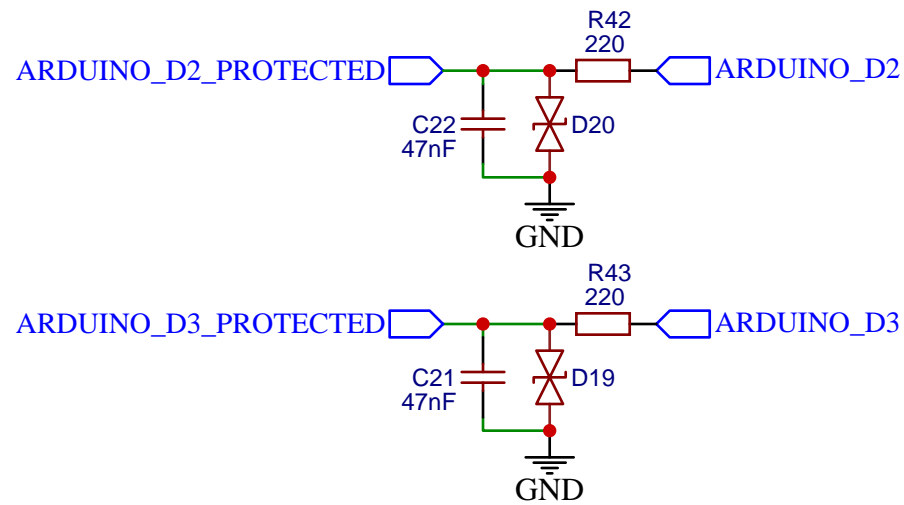 R42
220
ARDUINO_D2_PROTECTED
ARDUINO_D2
C22
47nF
D20
GND
R43
220
ARDUINO_D3_PROTECTED
ARDUINO_D3
C21
47nF
D19
GND